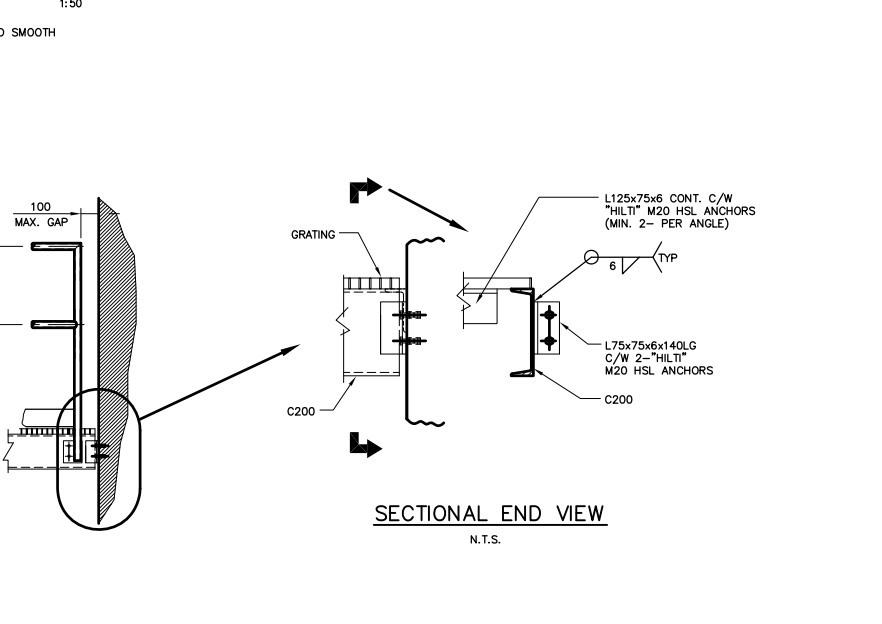 1:50
SMOOTH
100
MAX. GAP
GRATING
C200
L125x75x6 CONT. C/W
"HILTI" M20 HSL ANCHORS
(MIN. 2- PER ANGLE)
6
TYP
L75x75x6x140LG
C/W 2-"HILTI"
M20 HSL ANCHORS
C200
SECTIONAL END VIEW
N.T.S.